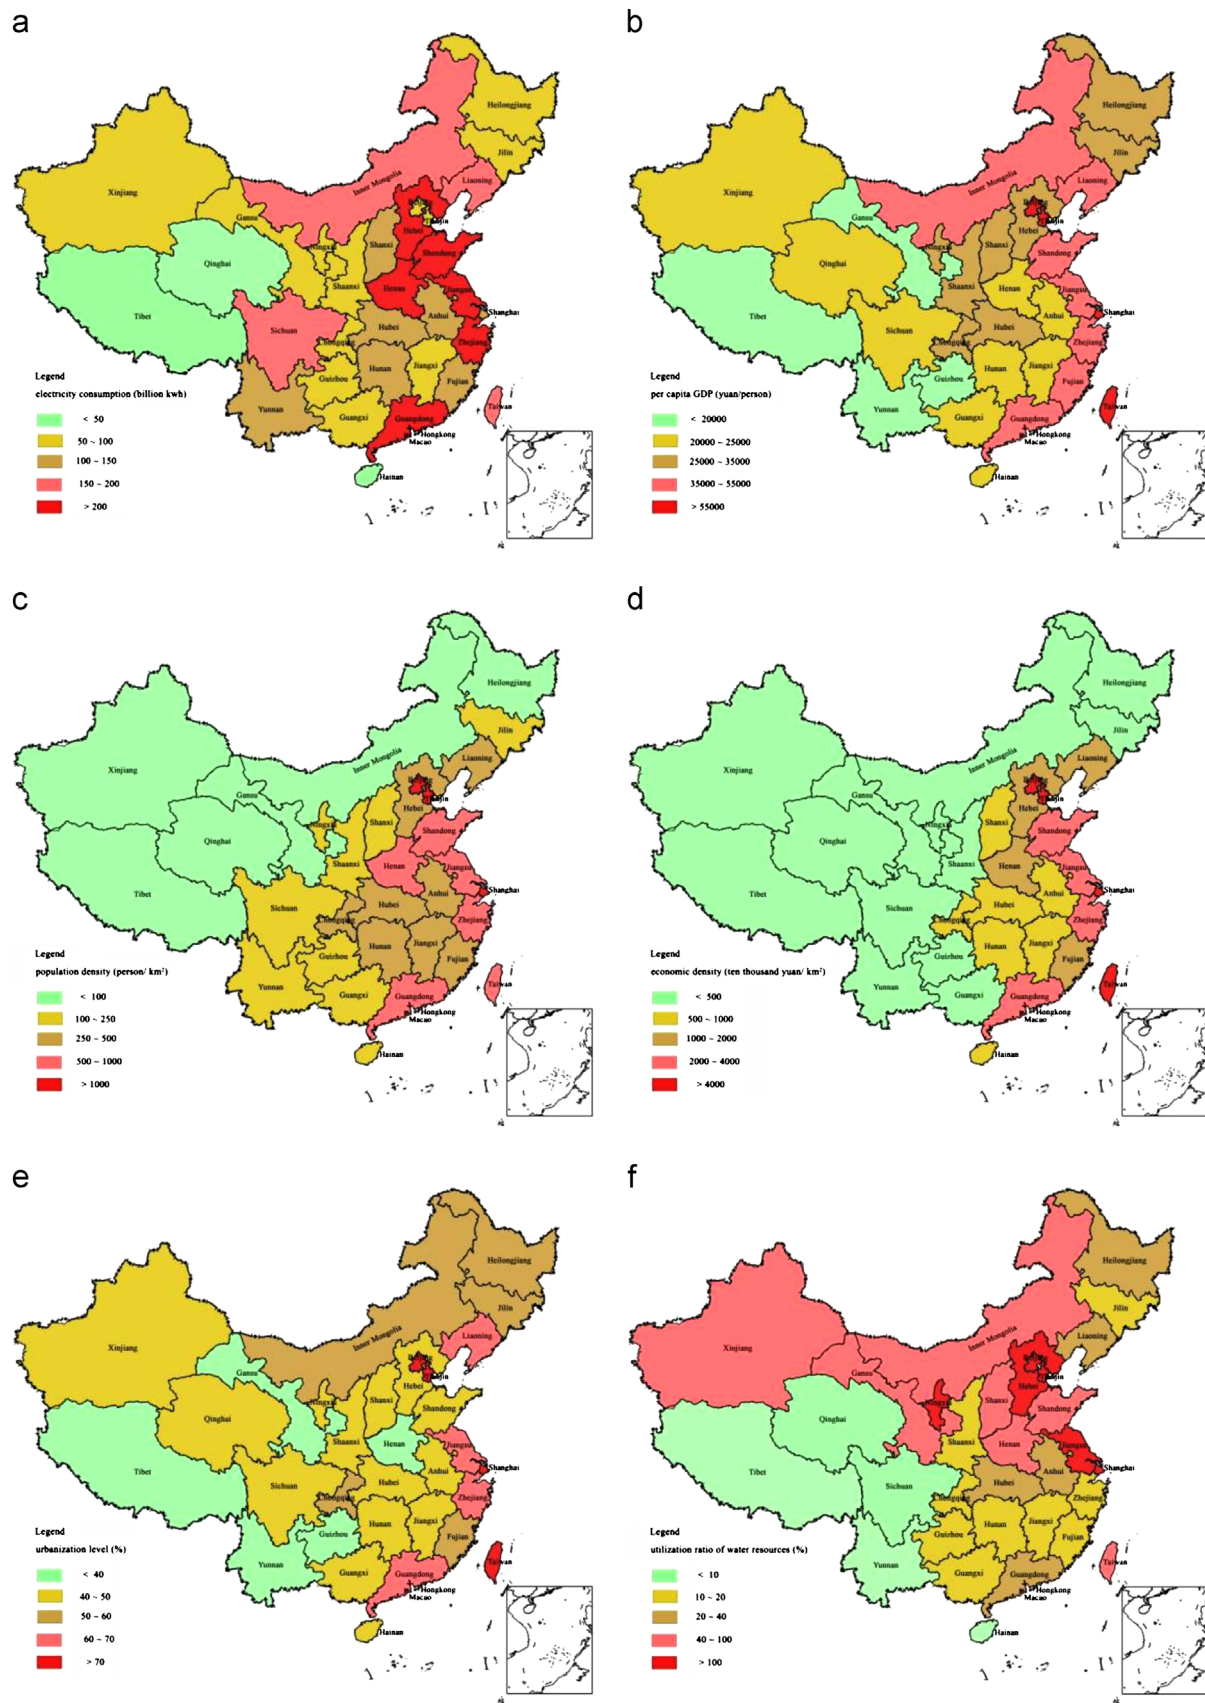 a
Heilongjiang
Jilin
Xinjiang
Inner Mongolia
Liaoning
Gansu
Hebei
Ningxia
Shanxi
Shandong
Qinghai
Shaanxi
Henan
Jiangsu
Tibet
Sichuan
Hubei
Anhui
Shanghai
Chongqing
Zhejiang
Legend
electricity consumption (billion kwh)
Guizhou
Hunan
Jiangxi
Fujian
Yunnan
Guangxi
Guangdong
Taiwan
Hongkong
Macao
Hainan
< 50
50 ~ 100
100 ~ 150
150 ~ 200
> 200
b
Heilongjiang
Jilin
Xinjiang
Inner Mongolia
Liaoning
Gansu
Beijing
Hebei
Ningxia
Shanxi
Shandong
Qinghai
Shaanxi
Henan
Jiangsu
Tibet
Sichuan
Hubei
Anhui
Shanghai
Chongqing
Zhejiang
Legend
per capita GDP (yuan/person)
Guizhou
Hunan
Jiangxi
Fujian
Yunnan
Guangxi
Guangdong
Taiwan
Hongkong
Macao
Hainan
< 20000
20000 ~ 25000
25000 ~ 35000
35000 ~ 55000
> 55000
c
Heilongjiang
Jilin
Xinjiang
Inner Mongolia
Liaoning
Gansu
Beijing
Hebei
Ningxia
Shanxi
Shandong
Qinghai
Shaanxi
Henan
Jiangsu
Tibet
Sichuan
Hubei
Anhui
Shanghai
Chongqing
Zhejiang
Legend
population density (person/ km²)
Guizhou
Hunan
Jiangxi
Fujian
Yunnan
Guangxi
Guangdong
Taiwan
Hongkong
Macao
Hainan
< 100
100 ~ 250
250 ~ 500
500 ~ 1000
> 1000
d
Heilongjiang
Jilin
Xinjiang
Inner Mongolia
Liaoning
Gansu
Beijing
Hebei
Ningxia
Shanxi
Shandong
Qinghai
Shaanxi
Henan
Jiangsu
Tibet
Sichuan
Hubei
Anhui
Shanghai
Chongqing
Zhejiang
Legend
economic density (ten thousand yuan/ km²)
Guizhou
Hunan
Jiangxi
Fujian
Yunnan
Guangxi
Guangdong
Taiwan
Hongkong
Macao
Hainan
< 500
500 ~ 1000
1000 ~ 2000
2000 ~ 4000
> 4000
e
Heilongjiang
Jilin
Xinjiang
Inner Mongolia
Liaoning
Gansu
Beijing
Hebei
Ningxia
Shanxi
Shandong
Qinghai
Shaanxi
Henan
Jiangsu
Tibet
Sichuan
Hubei
Anhui
Shanghai
Chongqing
Zhejiang
Legend
urbanization level (%)
Guizhou
Hunan
Jiangxi
Fujian
Yunnan
Guangxi
Guangdong
Taiwan
Hongkong
Macao
Hainan
< 40
40 ~ 50
50 ~ 60
60 ~ 70
> 70
f
Heilongjiang
Jilin
Xinjiang
Inner Mongolia
Liaoning
Gansu
Beijing
Hebei
Ningxia
Shanxi
Shandong
Qinghai
Shaanxi
Henan
Jiangsu
Tibet
Sichuan
Hubei
Anhui
Shanghai
Chongqing
Zhejiang
Legend
utilization ratio of water resources (%)
Guizhou
Hunan
Jiangxi
Fujian
Yunnan
Guangxi
Guangdong
Taiwan
Hongkong
Macao
Hainan
< 10
10 ~ 20
20 ~ 40
40 ~ 100
> 100